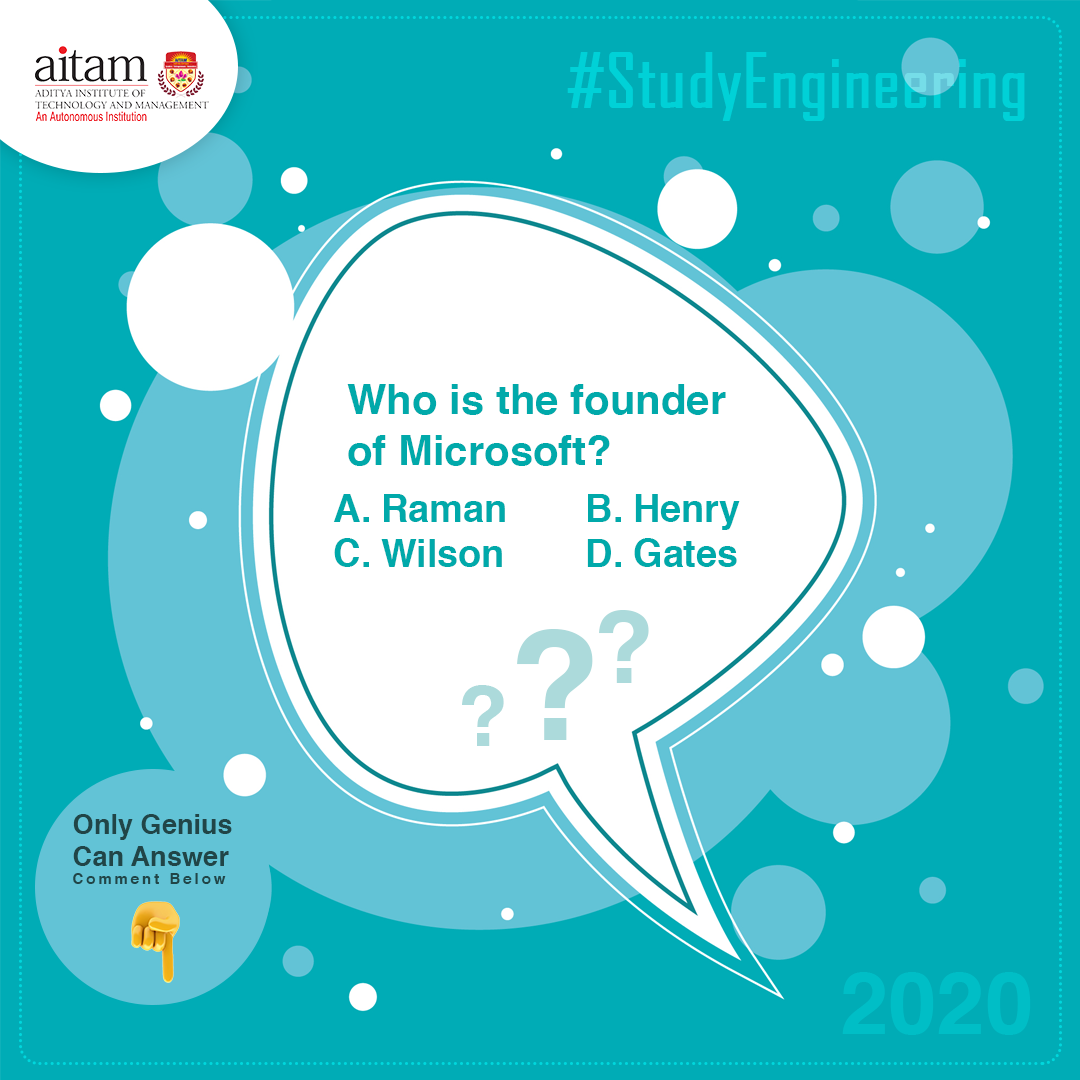 aitam
ADITYA INSTITUTE OF
TECHNOLOGY AND MANAGEMENT
An Autonomous Institution
#StudyEngineering
Who is the founder
of Microsoft?
A. Raman B. Henry
C. Wilson D. Gates
? ? ?
Only Genius
Can Answer
Comment Below
2020